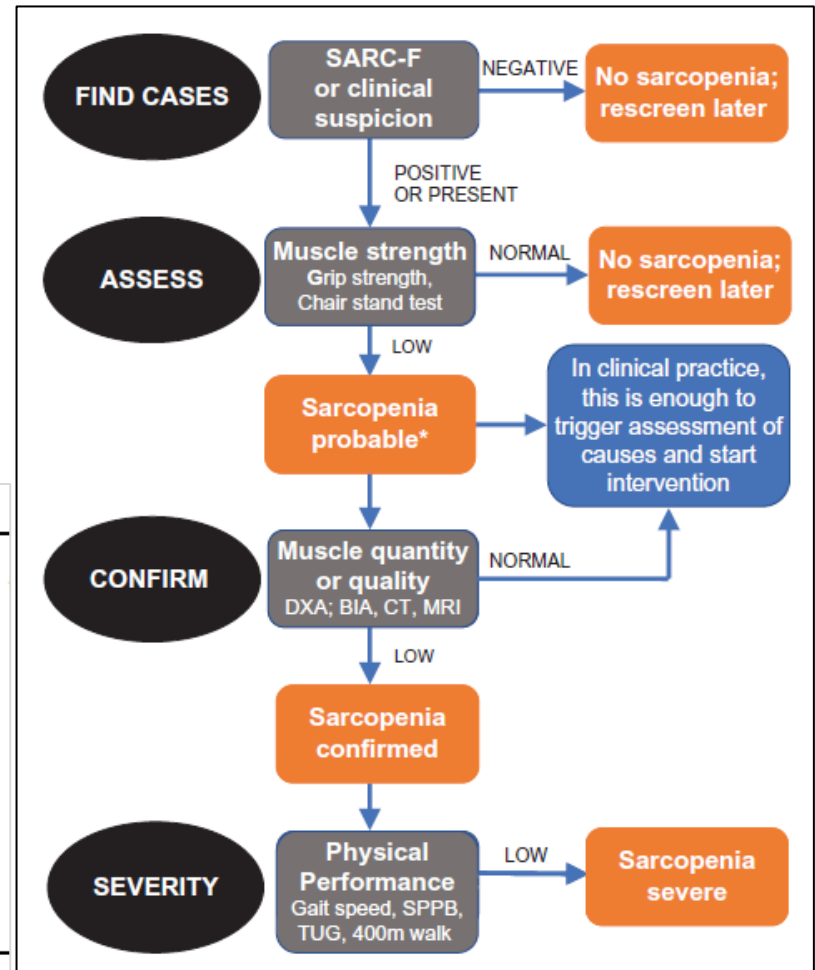 FIND CASES
SARC-F
or clinical
suspicion
NEGATIVE
No sarcopenia;
rescreen later
POSITIVE
OR PRESENT
ASSESS
Muscle strength
Grip strength,
Chair stand test
NORMAL
No sarcopenia;
rescreen later
LOW
Sarcopenia
probable*
In clinical practice,
this is enough to
trigger assessment of
causes and start
intervention
CONFIRM
Muscle quantity
or quality
DXA; BIA, CT, MRI
NORMAL
LOW
Sarcopenia
confirmed
SEVERITY
Physical
Performance
Gait speed, SPPB,
TUG, 400m walk
LOW
Sarcopenia
severe